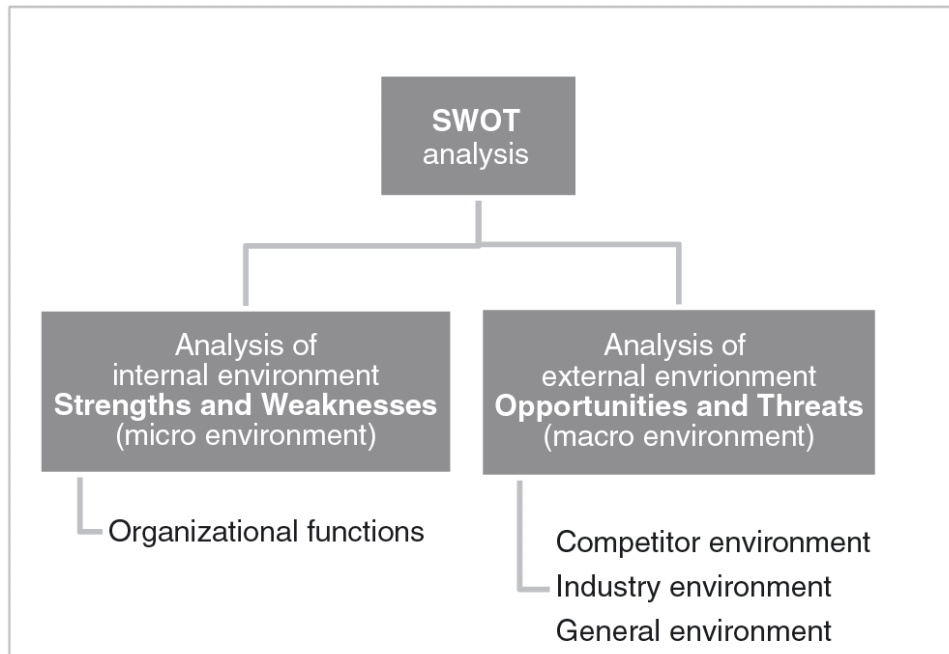 SWOT
analysis
Analysis of
internal environment
Strengths and Weaknesses
(micro environment)
Organizational functions
Analysis of
external envrionment
Opportunities and Threats
(macro environment)
Competitor environment
Industry environment
General environment